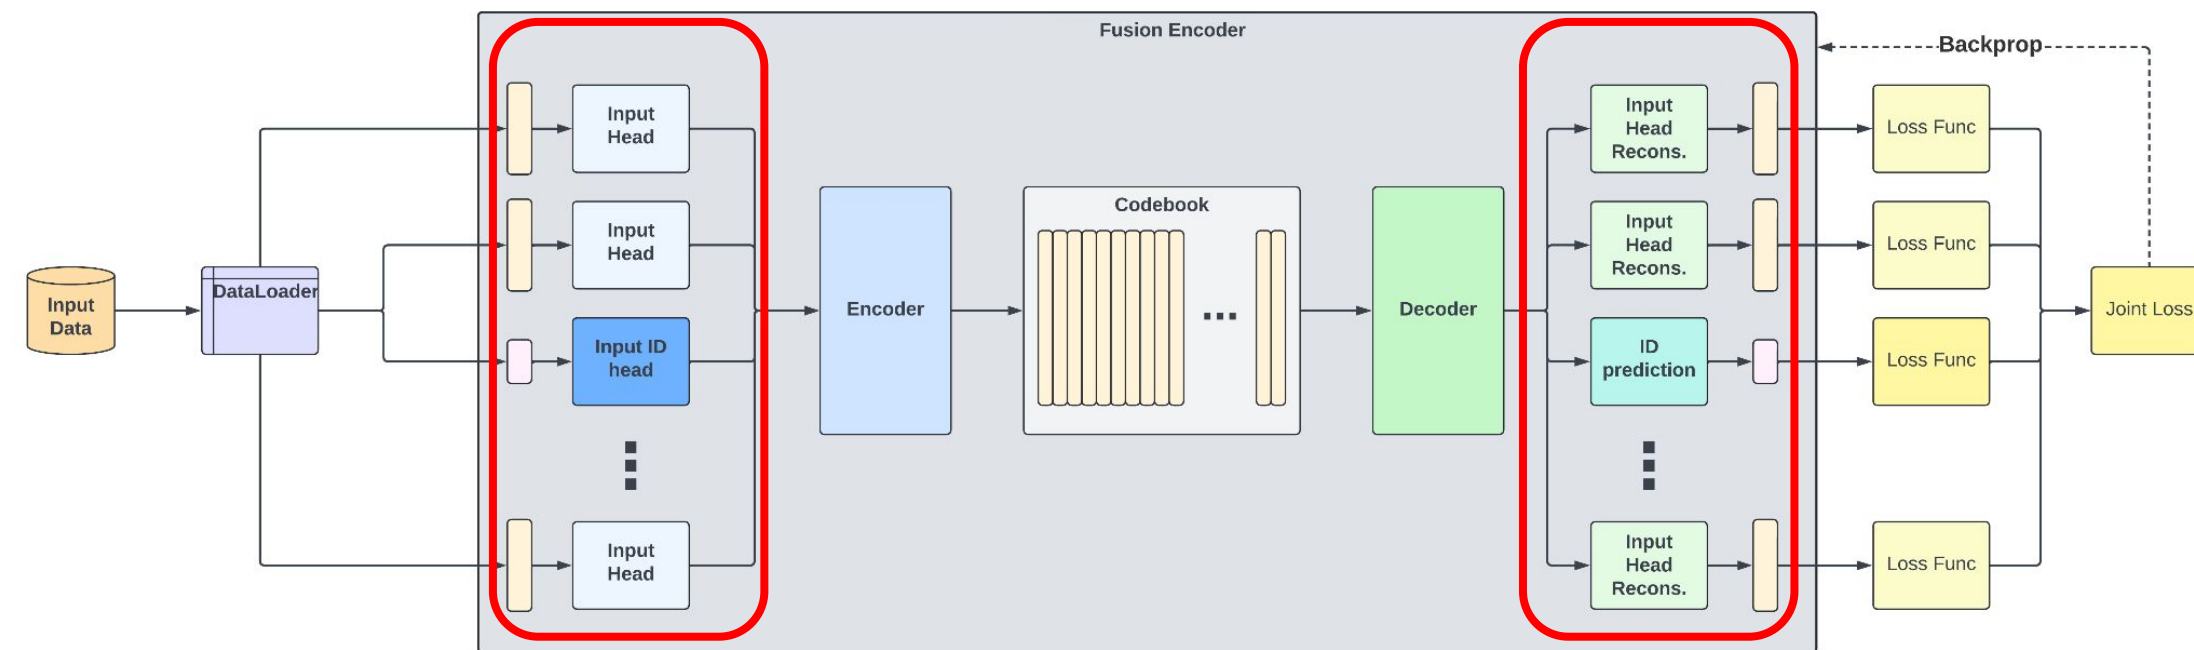 Fusion Encoder
Backprop
Input
Head
Input
Head
Recons.
Loss Func
Input
Head
Codebook
Input
Head
Recons.
Loss Func
Input
Data
DataLoader
Encoder
...
Decoder
Joint Loss
Input ID
head
ID
prediction
Loss Func
Input
Head
Input
Head
Recons.
Loss Func